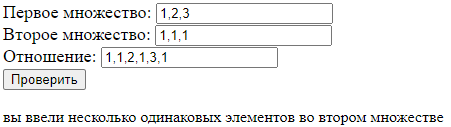 Первое множество: 1,2,3
Второе множество: 1,1,1
Отношение: 1,1,2,1,3,1
Проверить
вы ввели несколько одинаковых элементов во втором множестве